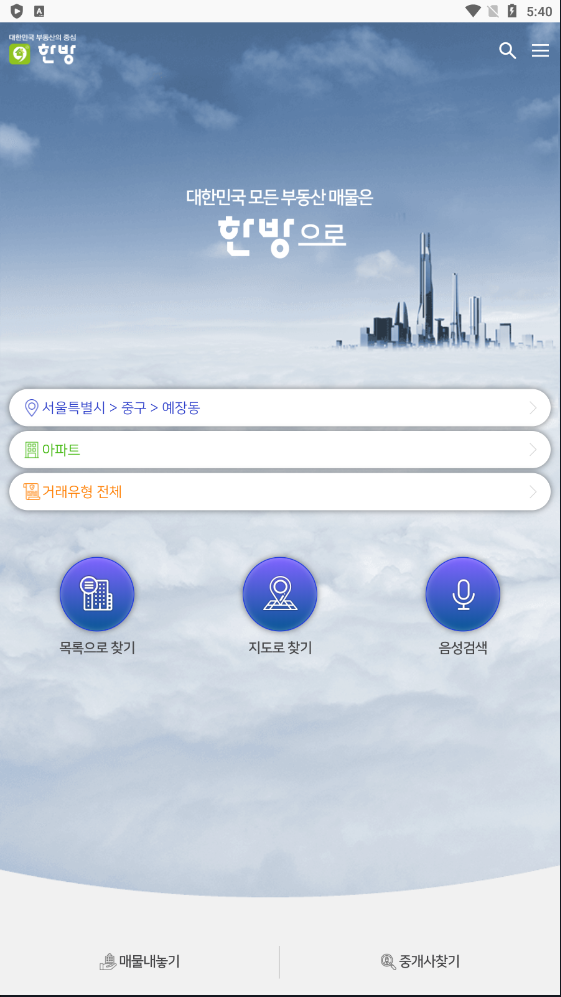 5:40
대한민국 부동산의 중심
한방
대한민국 모든 부동산 매물은
한방으로
서울특별시 > 중구 > 예장동
아파트
거래유형 전체
목록으로 찾기
지도로 찾기
음성검색
매물내놓기
중개사찾기